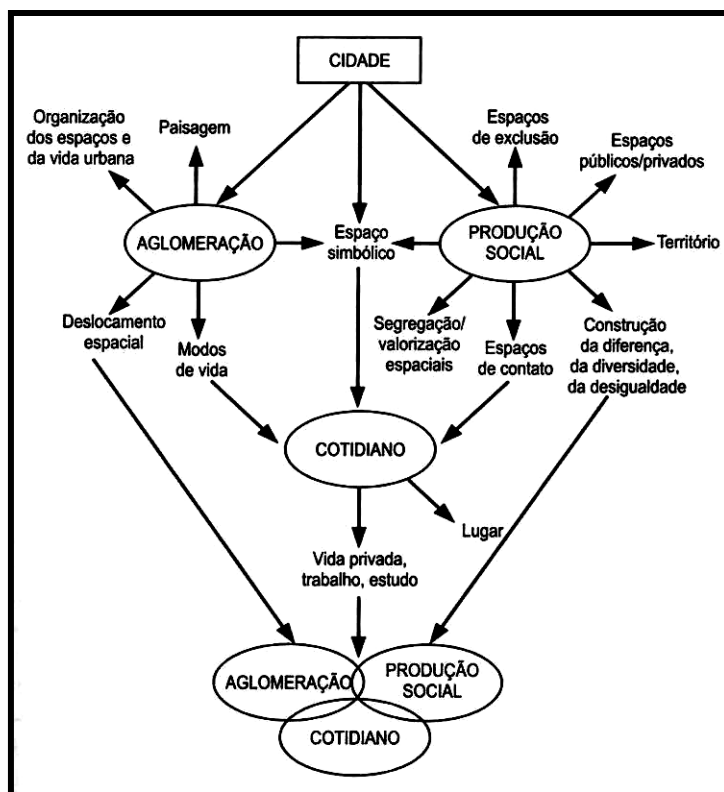 CIDADE
Organização
dos espaços e
da vida urbana
Paisagem
Espaços
de exclusão
Espaços
públicos/privados
AGLOMERAÇÃO
Espaço
simbólico
PRODUÇÃO
SOCIAL
Território
Deslocamento
espacial
Modos
de vida
Segregação/
valorização
espaciais
Espaços
de contato
Construção
da diferença,
da diversidade,
da desigualdade
COTIDIANO
Lugar
Vida privada,
trabalho, estudo
AGLOMERAÇÃO
PRODUÇÃO
SOCIAL
COTIDIANO